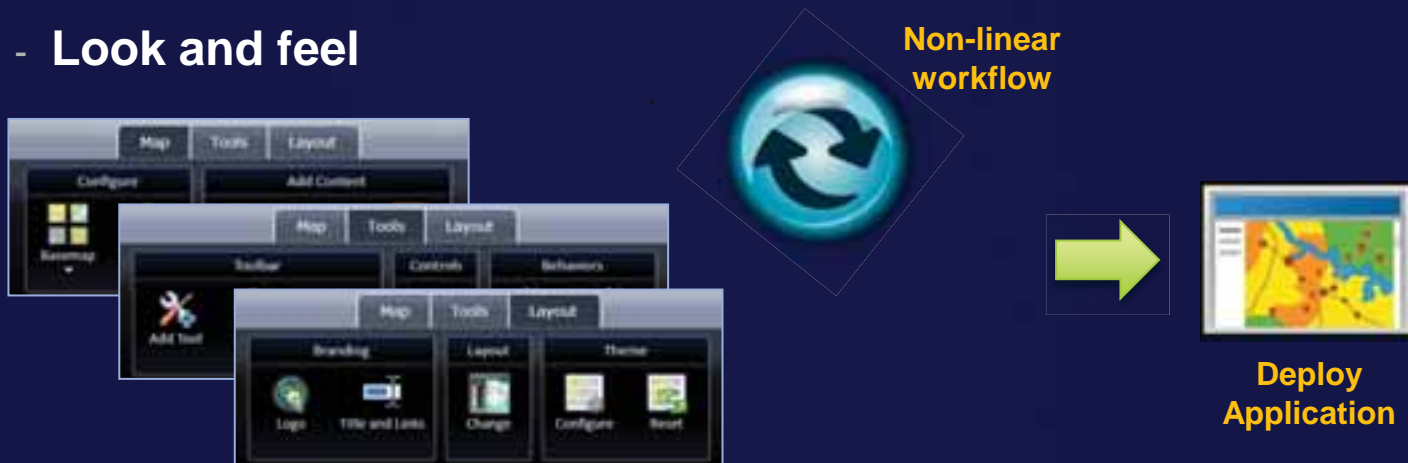 - Look and feel
Non-linear
workflow
Map Tools Layout
Configure Add Content
Basemap
Map Tools Layout
Toolbar Controls Behaviors
Add Tool
Map Tools Layout
Branding Layout Theme
Logo Title and Links Change Configure Reset
Deploy
Application